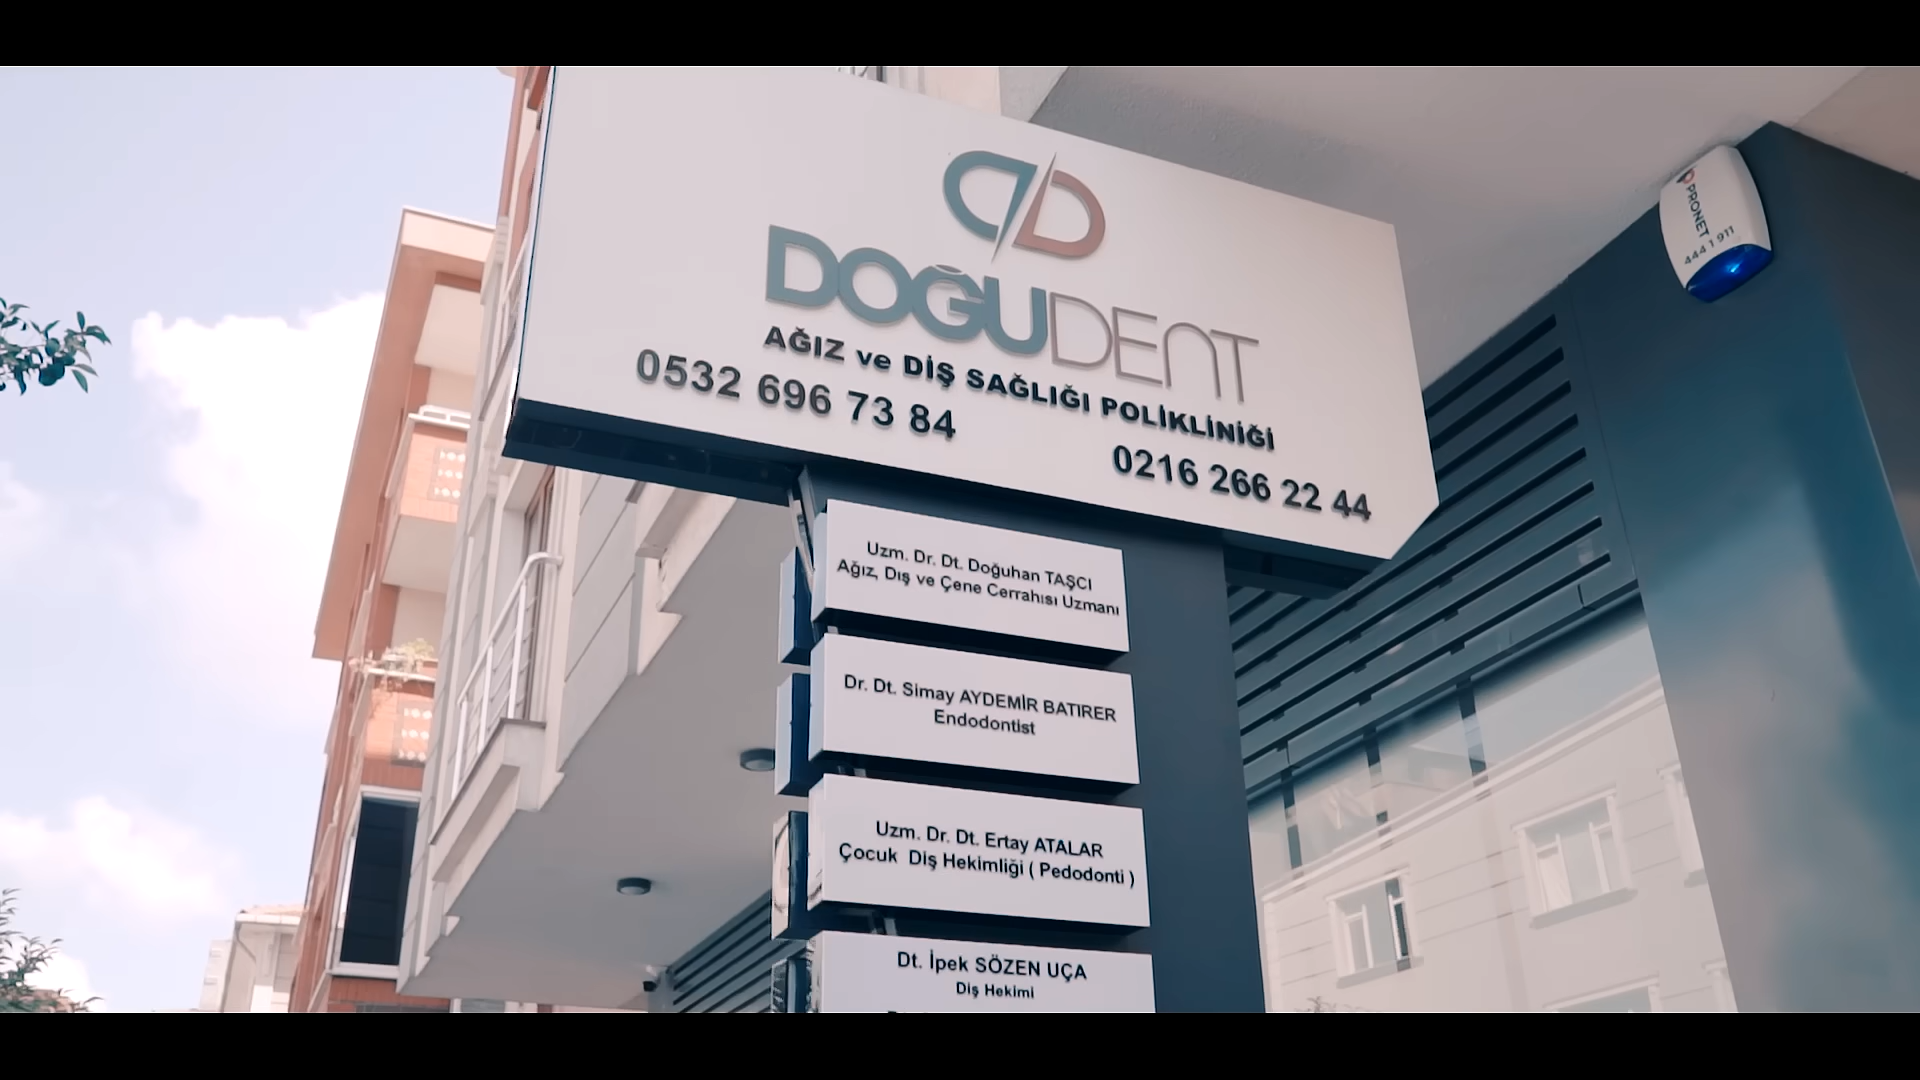 DOĞUDENT
AĞIZ ve DİŞ SAĞLIĞI POLİKLİNİĞİ
0532 696 73 84
0216 266 22 44
PRONET
444 1 911
Uzm. Dr. Dt. Doğuhan TAŞCI
Ağız, Diş ve Çene Cerrahısı Uzmanı
Dr. Dt. Simay AYDEMİR BATIRER
Endodontist
Uzm. Dr. Dt. Ertay ATALAR
Çocuk Diş Hekimliği ( Pedodonti )
Dt. İpek SÖZEN UÇA
Diş Hekimi